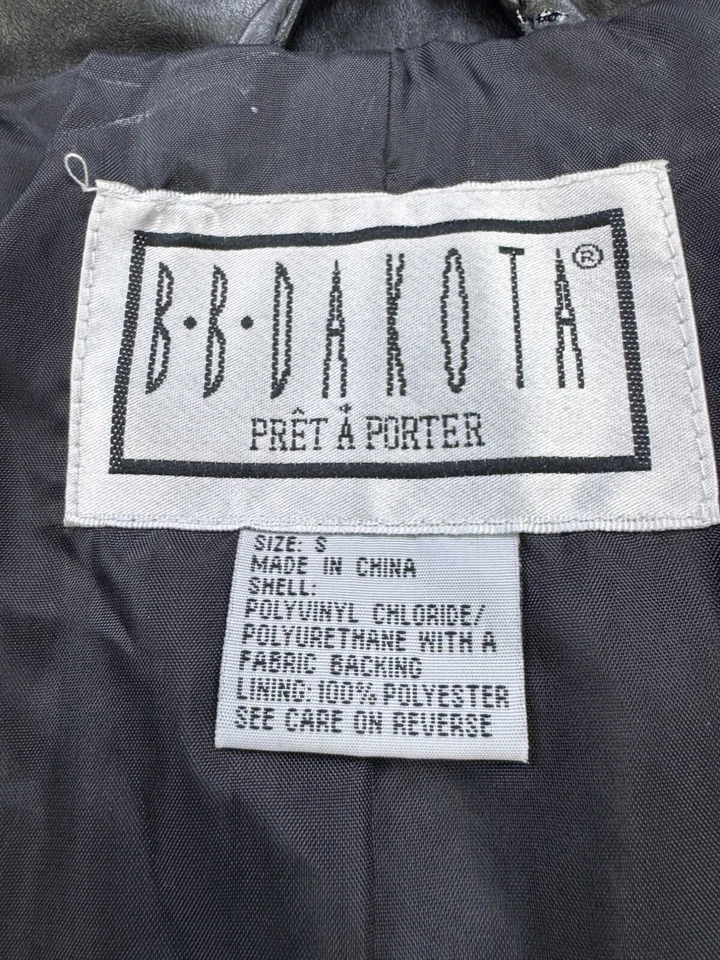 B·B·DAKOTA®
PRÊT À PORTER
SIZE: S
MADE IN CHINA
SHELL:
POLYVINYL CHLORIDE/
POLYURETHANE WITH A
FABRIC BACKING
LINING: 100% POLYESTER
SEE CARE ON REVERSE